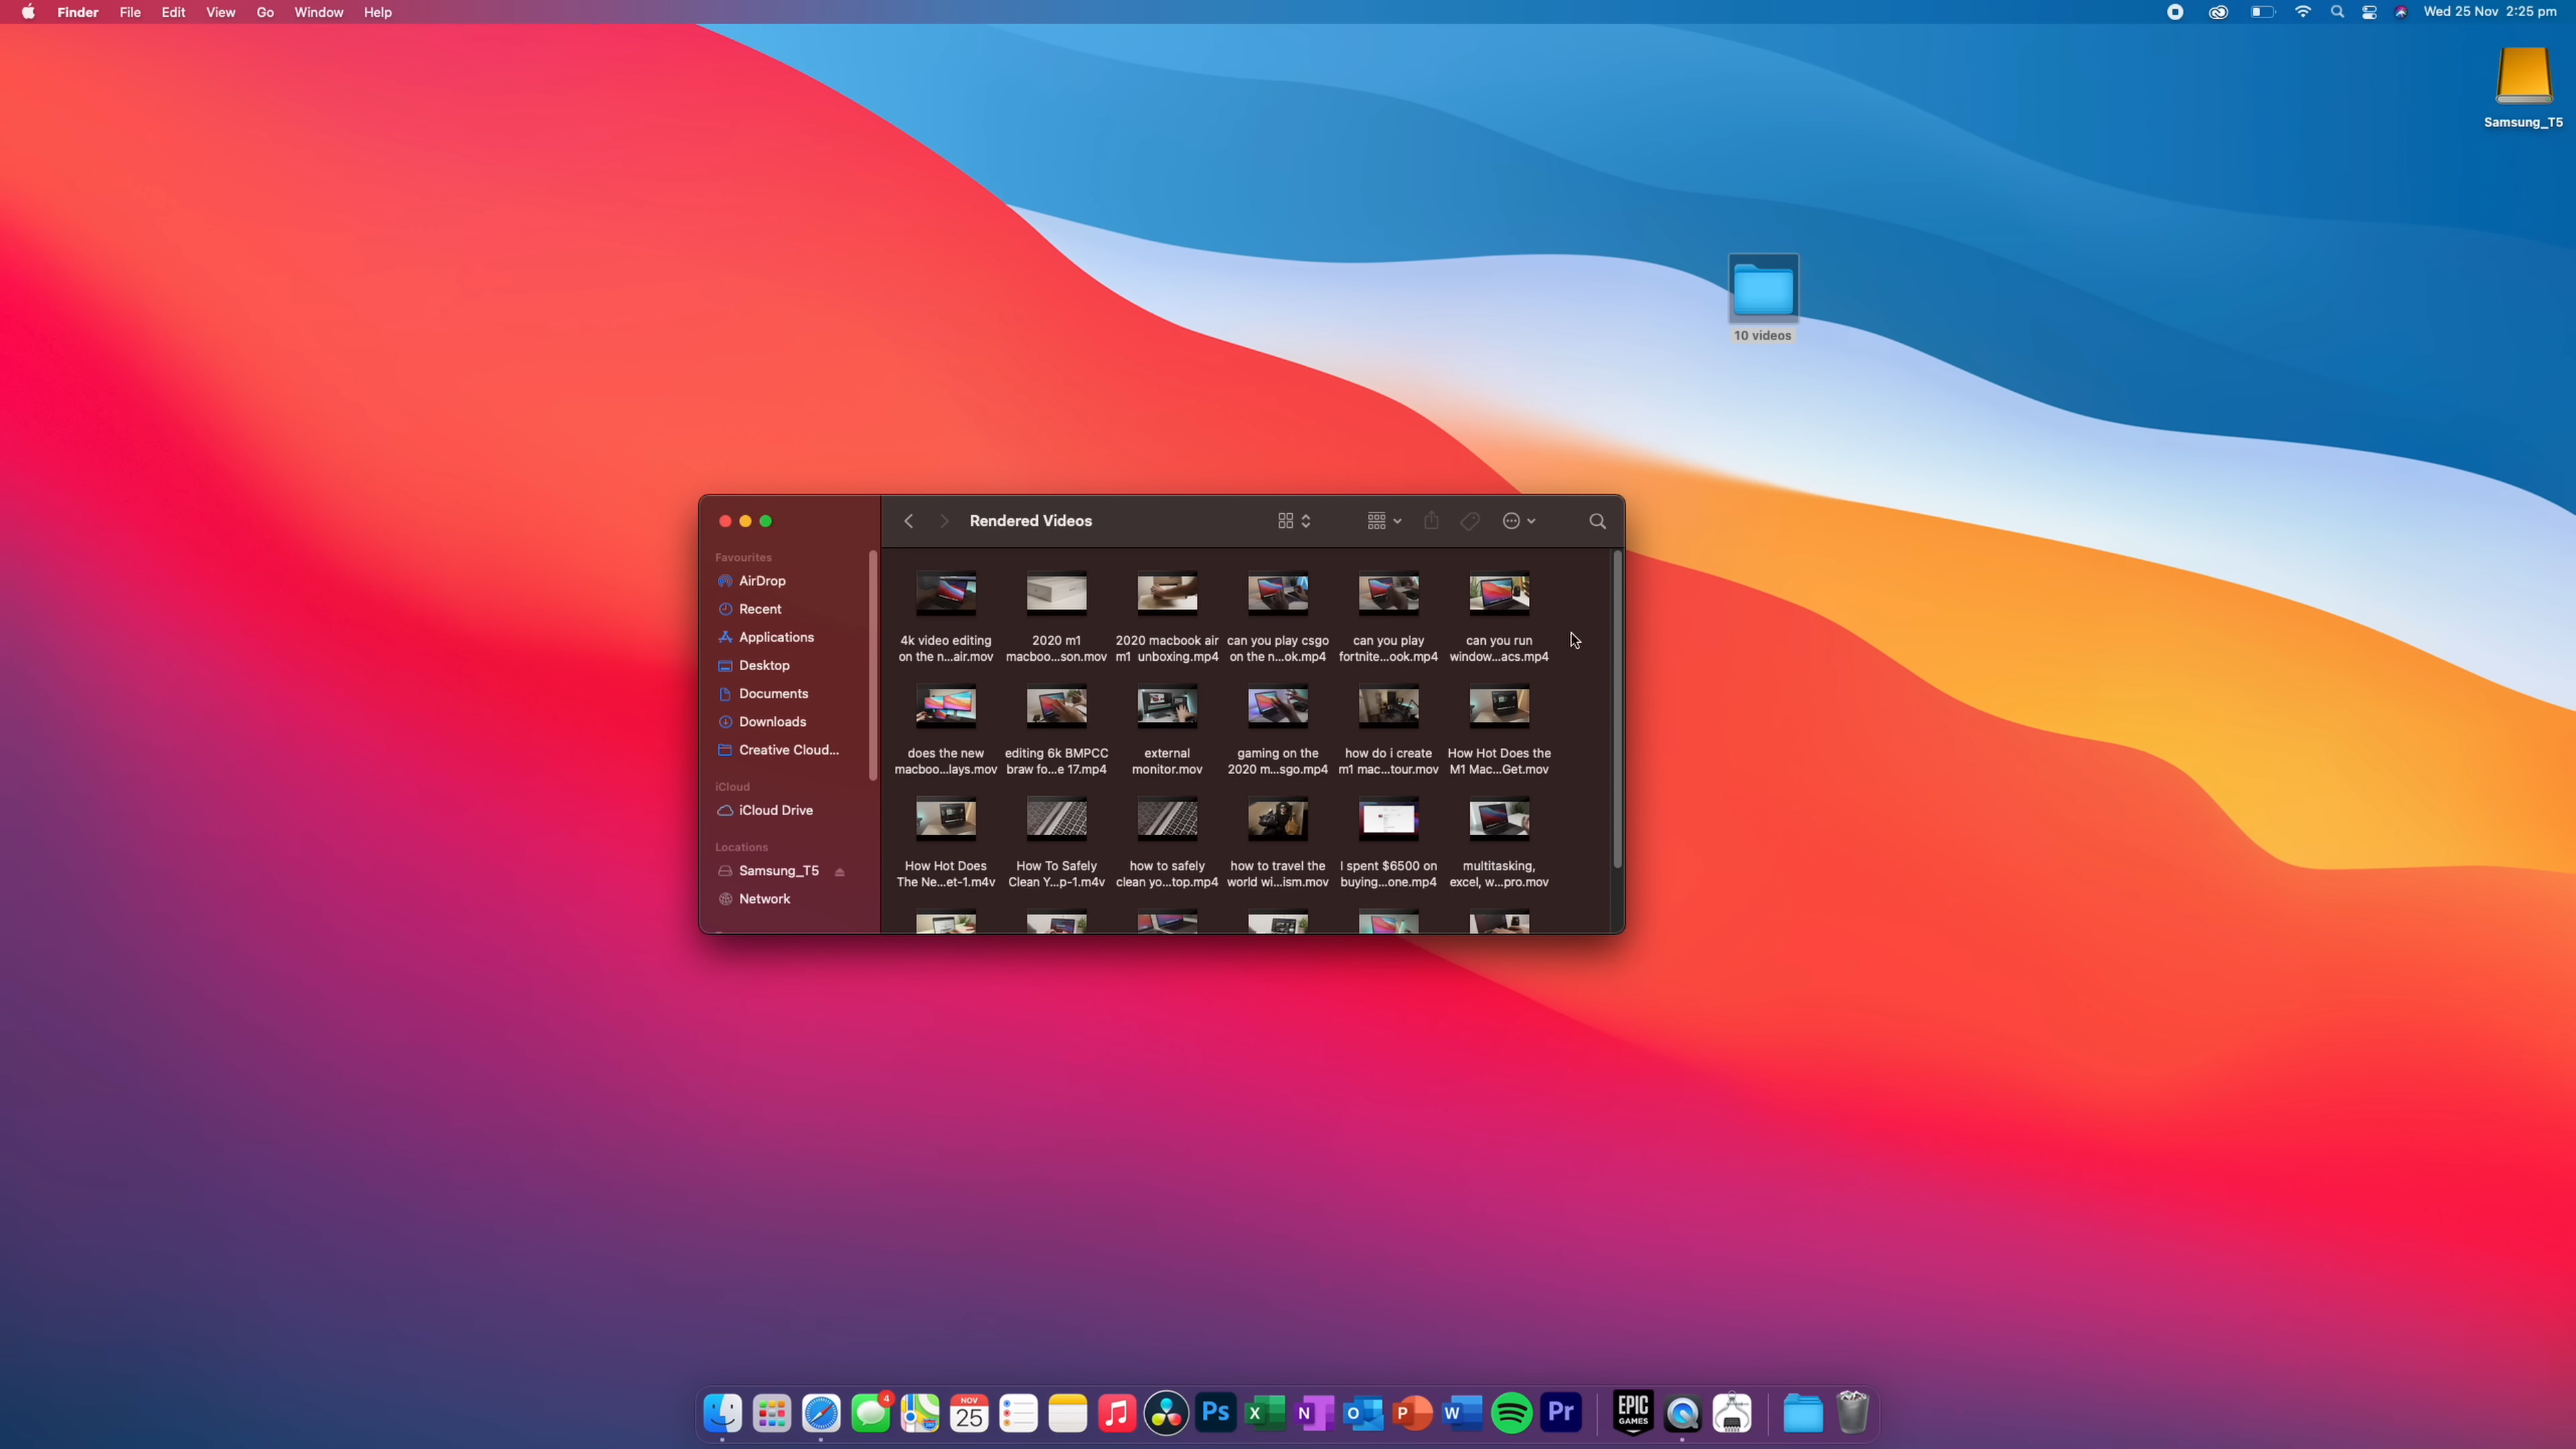 Finder File Edit View Go Window Help Wed 25 Nov 2:25 pm
Samsung_T5
10 videos
Rendered Videos
Favourites
AirDrop
Recent
Applications
Desktop
Documents
Downloads
Creative Cloud...
iCloud
iCloud Drive
Locations
Samsung_T5
Network
4k video editing
on the n...air.mov
2020 m1
macboo...son.mov
2020 macbook air
m1 unboxing.mp4
can you play csgo
on the n...ok.mp4
can you play
fortnite...ook.mp4
can you run
window...acs.mp4
does the new
macboo...lays.mov
editing 6k BMPCC
braw fo...e 17.mp4
external
monitor.mov
gaming on the
2020 m...sgo.mp4
how do i create
m1 mac...tour.mov
How Hot Does the
M1 Mac...Get.mov
How Hot Does
The Ne...et-1.m4v
How To Safely
Clean Y...p-1.m4v
how to safely
clean yo...top.mp4
how to travel the
world wi...ism.mov
I spent $6500 on
buying...one.mp4
multitasking,
excel, w...pro.mov
4
NOV
25
Ps
X
N
O
P
W
Pr
EPIC
GAMES